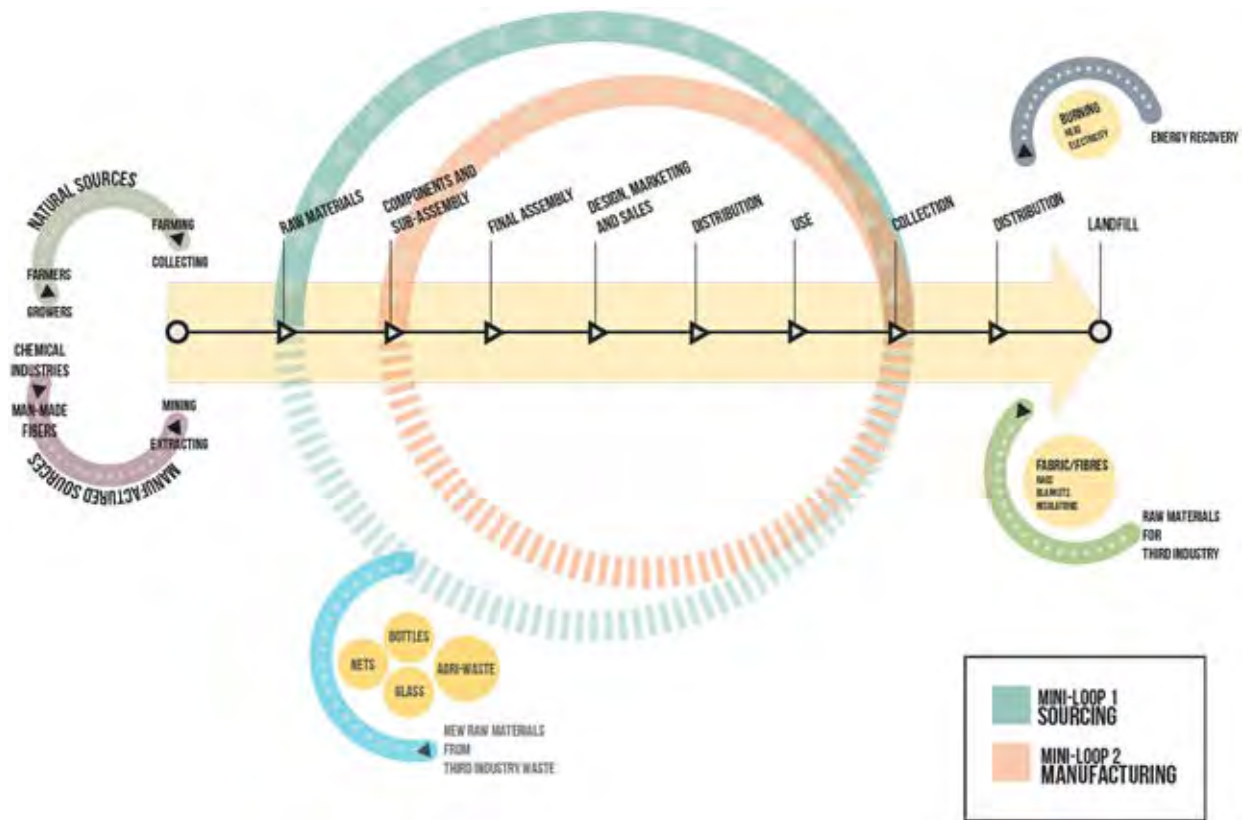 BURNING
HEAD
ELECTRICITY
ENERGY RECOVERY
NATURAL SOURCES
FARMING
COLLECTING
FARMERS
GROWERS
RAW MATERIALS
COMPONENTS AND
SUB-ASSEMBLY
FINAL ASSEMBLY
DESIGN, MARKETING
AND SALES
DISTRIBUTION
USE
COLLECTION
DISTRIBUTION
LANDFILL
CHEMICAL
INDUSTRIES
MAN-MADE
FIBERS
MINING
EXTRACTING
MANUFACTURED SOURCES
FABRIC/FIBRES
RAGS
BLANKETS
INSULATIONS
RAW MATERIALS
FOR
THIRD INDUSTRY
BOTTLES
NETS
AGRI-WASTE
GLASS
NEW RAW MATERIALS
FROM
THIRD INDUSTRY WASTE
MINI-LOOP 1
SOURCING
MINI-LOOP 2
MANUFACTURING